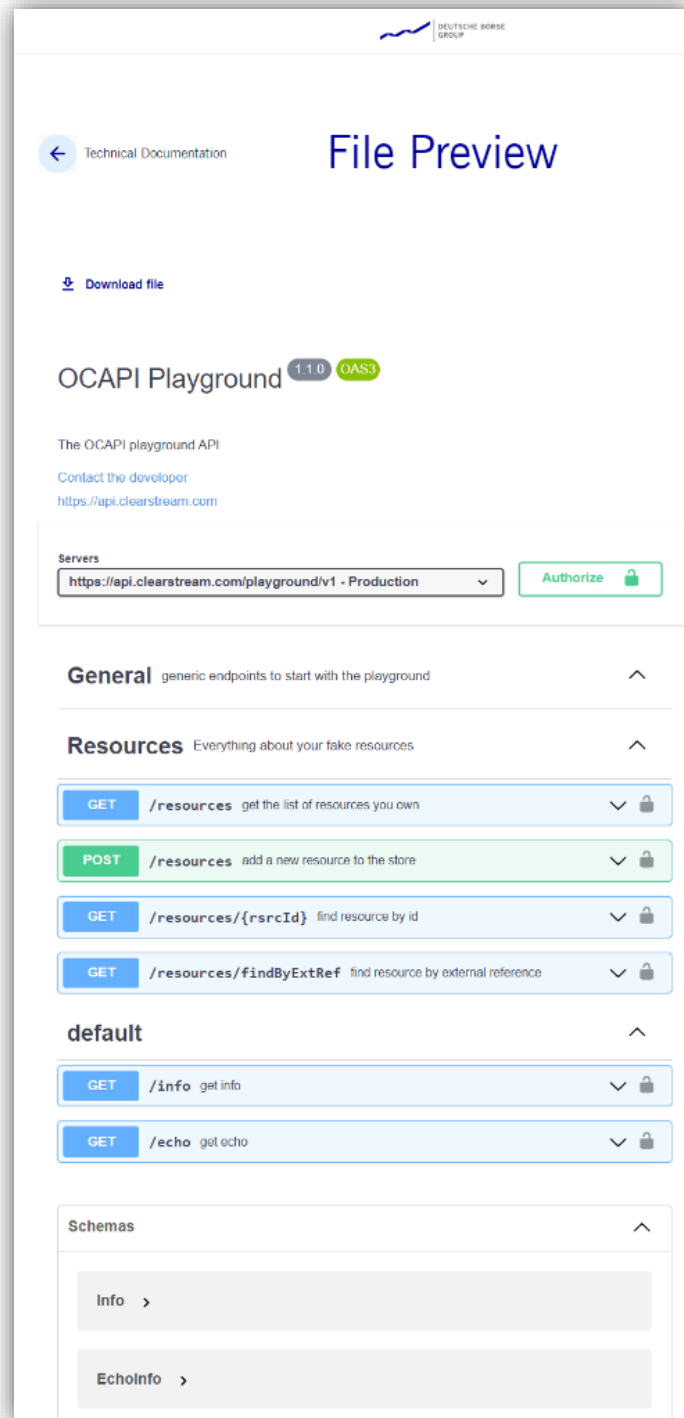 DEUTSCHE BÖRSE
GROUP
Technical Documentation
File Preview
Download file
OCAPI Playground 1.1.0 OAS3
The OCAPI playground API
Contact the developer
https://api.clearstream.com
Servers
https://api.clearstream.com/playground/v1 - Production
Authorize
General generic endpoints to start with the playground
Resources Everything about your fake resources
GET /resources get the list of resources you own
POST /resources add a new resource to the store
GET /resources/{rsrcId} find resource by id
GET /resources/findByExtRef find resource by external reference
default
GET /info get info
GET /echo get echo
Schemas
Info
EchoInfo